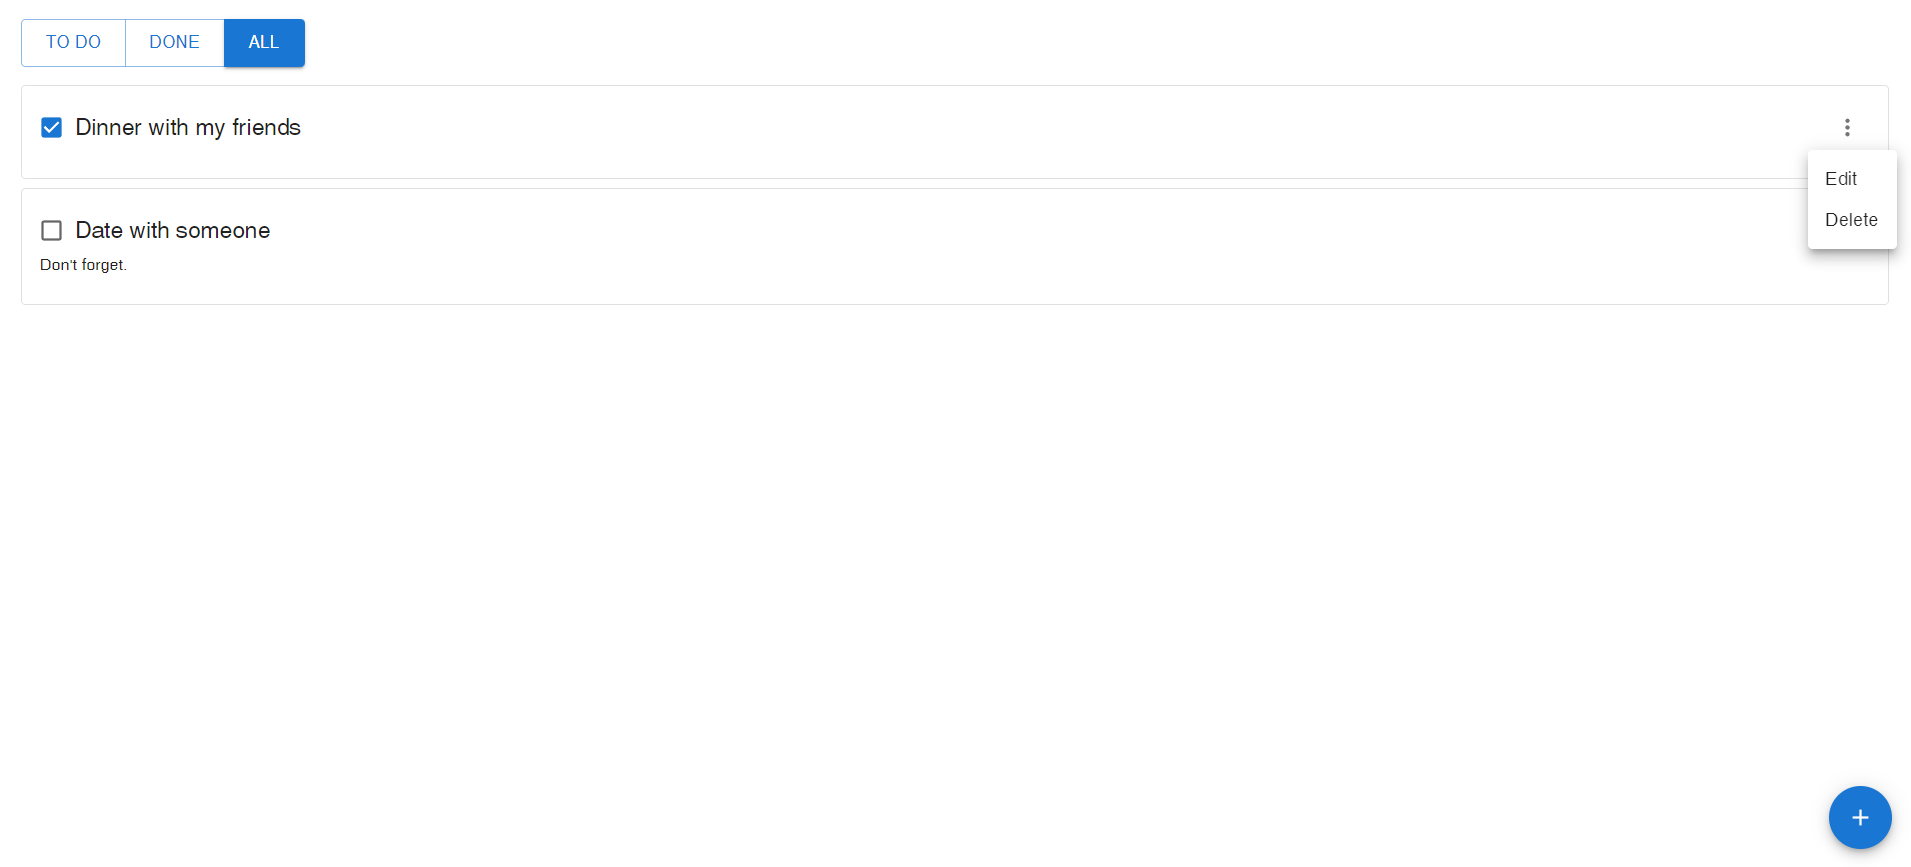 TO DO DONE ALL
Dinner with my friends
Edit
Delete
Date with someone
Don't forget.